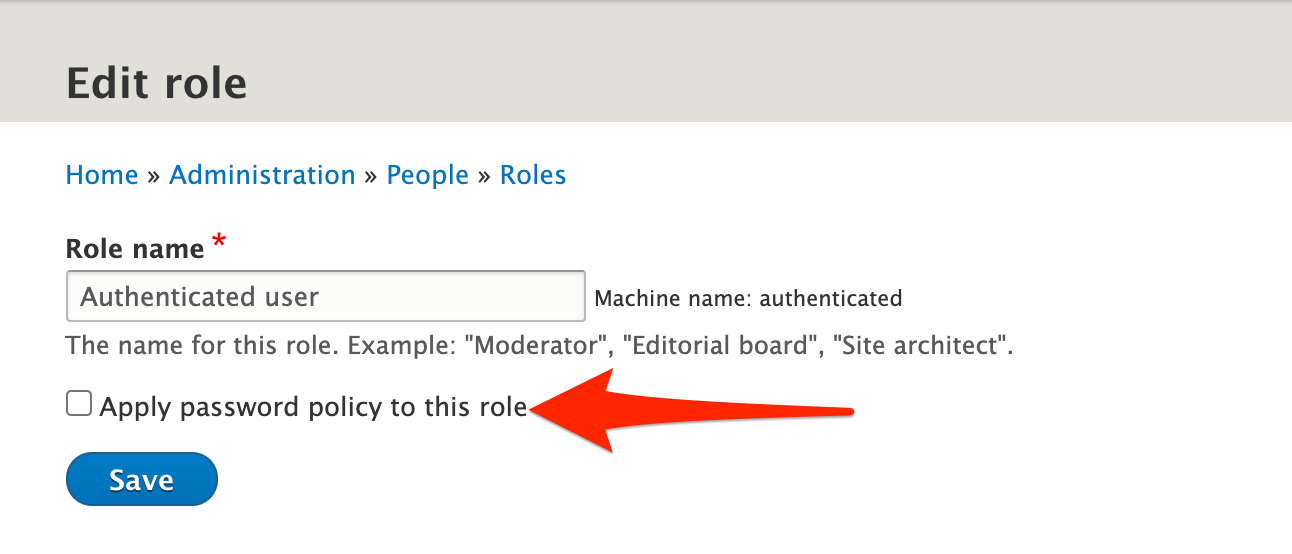 Edit role
Home » Administration » People » Roles
Role name *
Authenticated user Machine name: authenticated
The name for this role. Example: "Moderator", "Editorial board", "Site architect".
Apply password policy to this role
Save